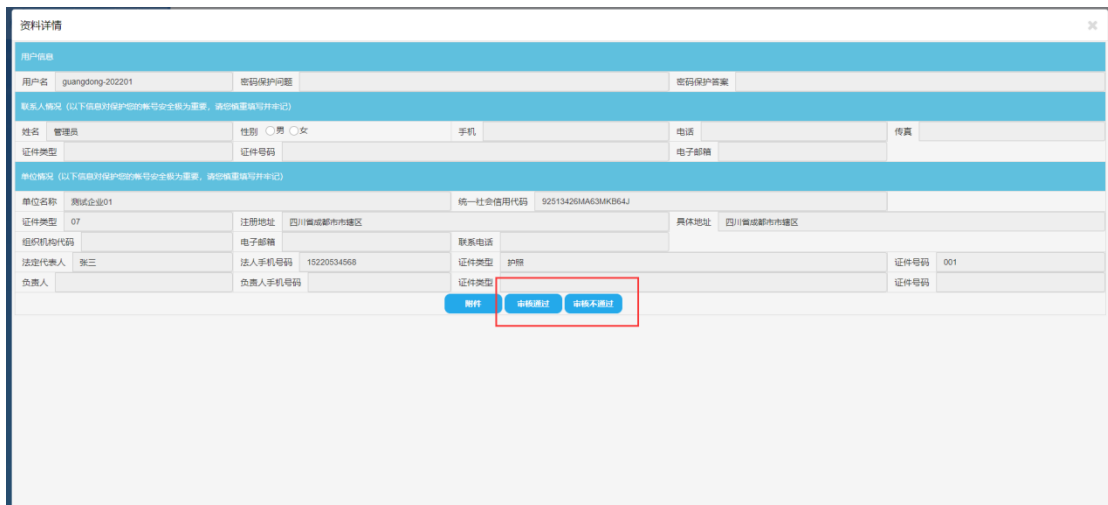 资料详情
用户信息
用户名 guangdong-202201 密码保护问题 密码保护答案
联系人情况（以下信息对保护您的帐号安全极为重要，请您慎重填写并牢记）
姓名 管理员 性别 男 女 手机 电话 传真
证件类型 证件号码 电子邮箱
单位情况（以下信息对保护您的帐号安全极为重要，请您慎重填写并牢记）
单位名称 测试企业01 统一社会信用代码 92513426MA63MKB64J
证件类型 07 注册地址 四川省成都市市辖区 具体地址 四川省成都市市辖区
组织机构代码 电子邮箱 联系电话
法定代表人 张三 法人手机号码 15220534568 证件类型 护照 证件号码 001
负责人 负责人手机号码 证件类型 证件号码
附件 审核通过 审核不通过